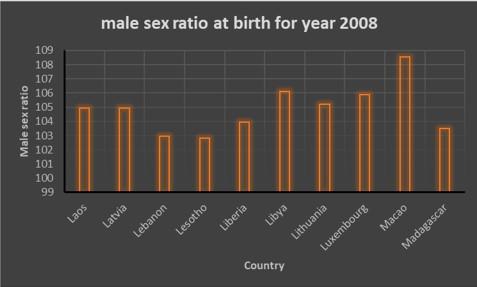 male sex ratio at birth for year 2008
Male sex ratio
109
108
107
106
105
104
103
102
101
100
99
Laos
Latvia
Lebanon
Lesotho
Liberia
Libya
Lithuania
Luxembourg
Macao
Madagascar
Country